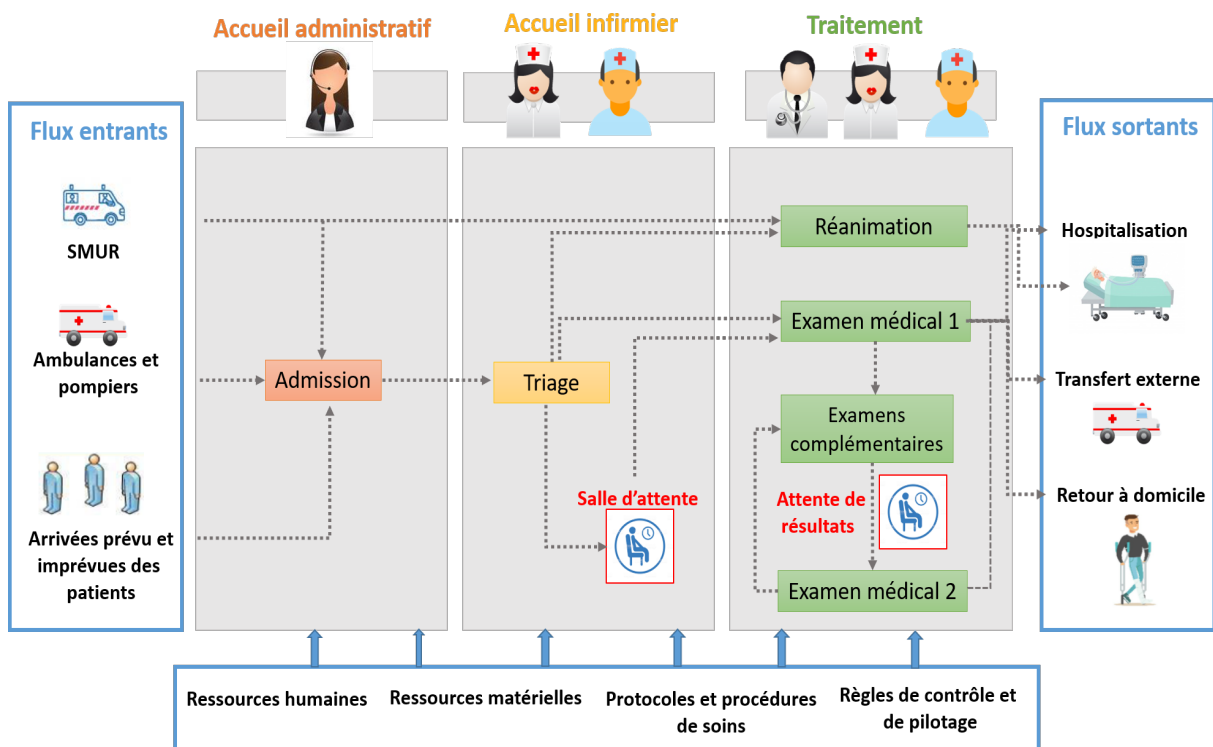 Accueil administratif
Accueil infirmier
Traitement
Flux entrants
SMUR
Ambulances et
pompiers
Arrivées prévu et
imprévues des
patients
Admission
Triage
Salle d'attente
Réanimation
Examen médical 1
Examens
complémentaires
Attente de
résultats
Examen médical 2
Flux sortants
Hospitalisation
Transfert externe
Retour à domicile
Ressources humaines
Ressources matérielles
Protocoles et procédures
de soins
Règles de contrôle et
de pilotage